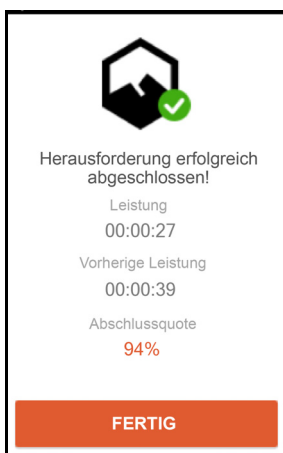 Herausforderung erfolgreich
abgeschlossen!
Leistung
00:00:27
Vorherige Leistung
00:00:39
Abschlussquote
94%
FERTIG